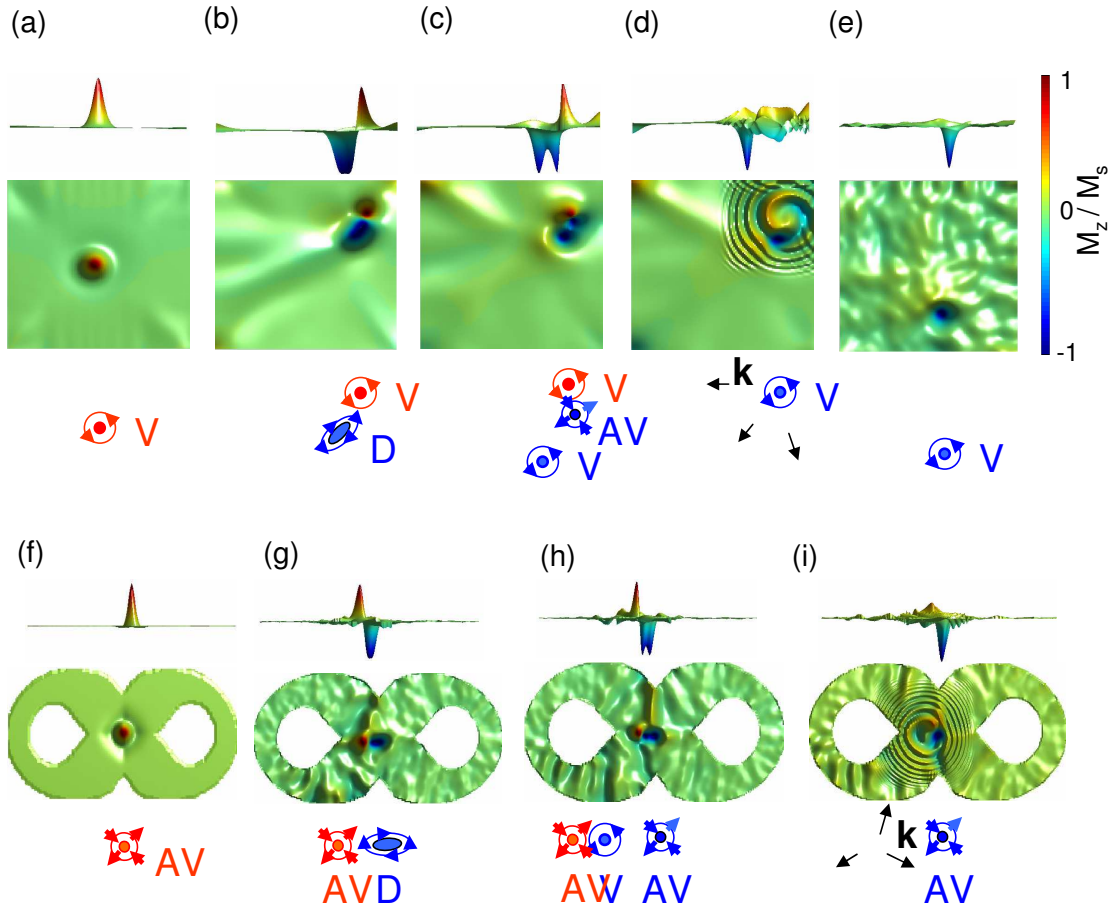 (a)
(b)
(c)
(d)
(e)
1
0
-1
M_z / M_s
V
V
D
V
AV
V
k
V
V
(f)
(g)
(h)
(i)
AV
AV D
AV V AV
k
AV